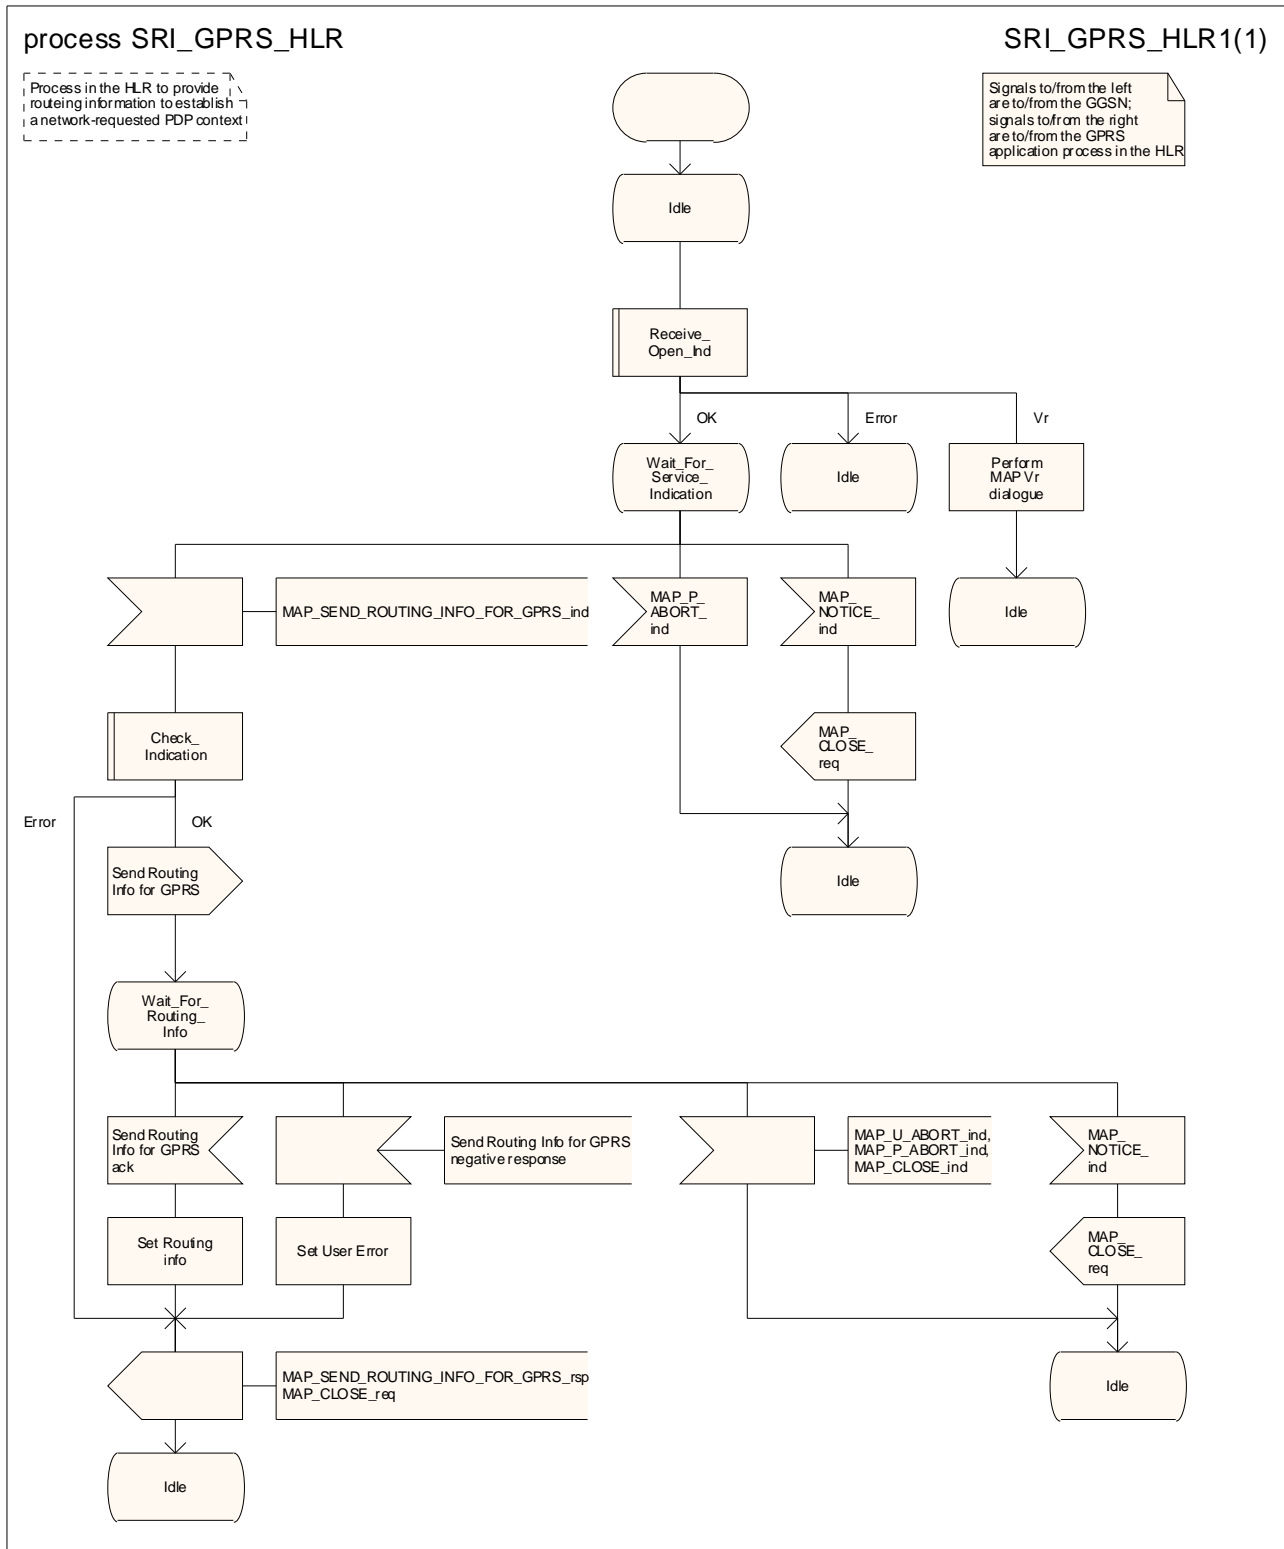 process SRI_GPRS_HLR
SRI_GPRS_HLR1(1)
Process in the HLR to provide
routeing information to establish
a network-requested PDP context
Signals to/from the left
are to/from the GGSN;
signals to/from the right
are to/from the GPRS
application process in the HLR
Idle
Receive_
Open_Ind
OK
Error
Vr
Wait_For_
Service_
Indication
Idle
Perform
MAP Vr
dialogue
MAP_SEND_ROUTING_INFO_FOR_GPRS_ind
MAP_P_
ABORT_
ind
MAP_
NOTICE_
ind
Idle
Check_
Indication
MAP_
CLOSE_
req
Error
OK
Send Routing
Info for GPRS
Idle
Wait_For_
Routing_
Info
Send Routing
Info for GPRS
ack
Send Routing Info for GPRS
negative response
MAP_U_ABORT_ind,
MAP_P_ABORT_ind,
MAP_CLOSE_ind
MAP_
NOTICE_
ind
Set Routing
info
Set User Error
MAP_
CLOSE_
req
MAP_SEND_ROUTING_INFO_FOR_GPRS_rsp
MAP_CLOSE_req
Idle
Idle